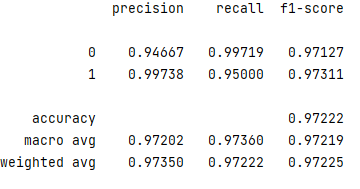 precision recall f1-score
0 0.94667 0.99719 0.97127
1 0.99738 0.95000 0.97311
accuracy 0.97222
macro avg 0.97202 0.97360 0.97219
weighted avg 0.97350 0.97222 0.97225